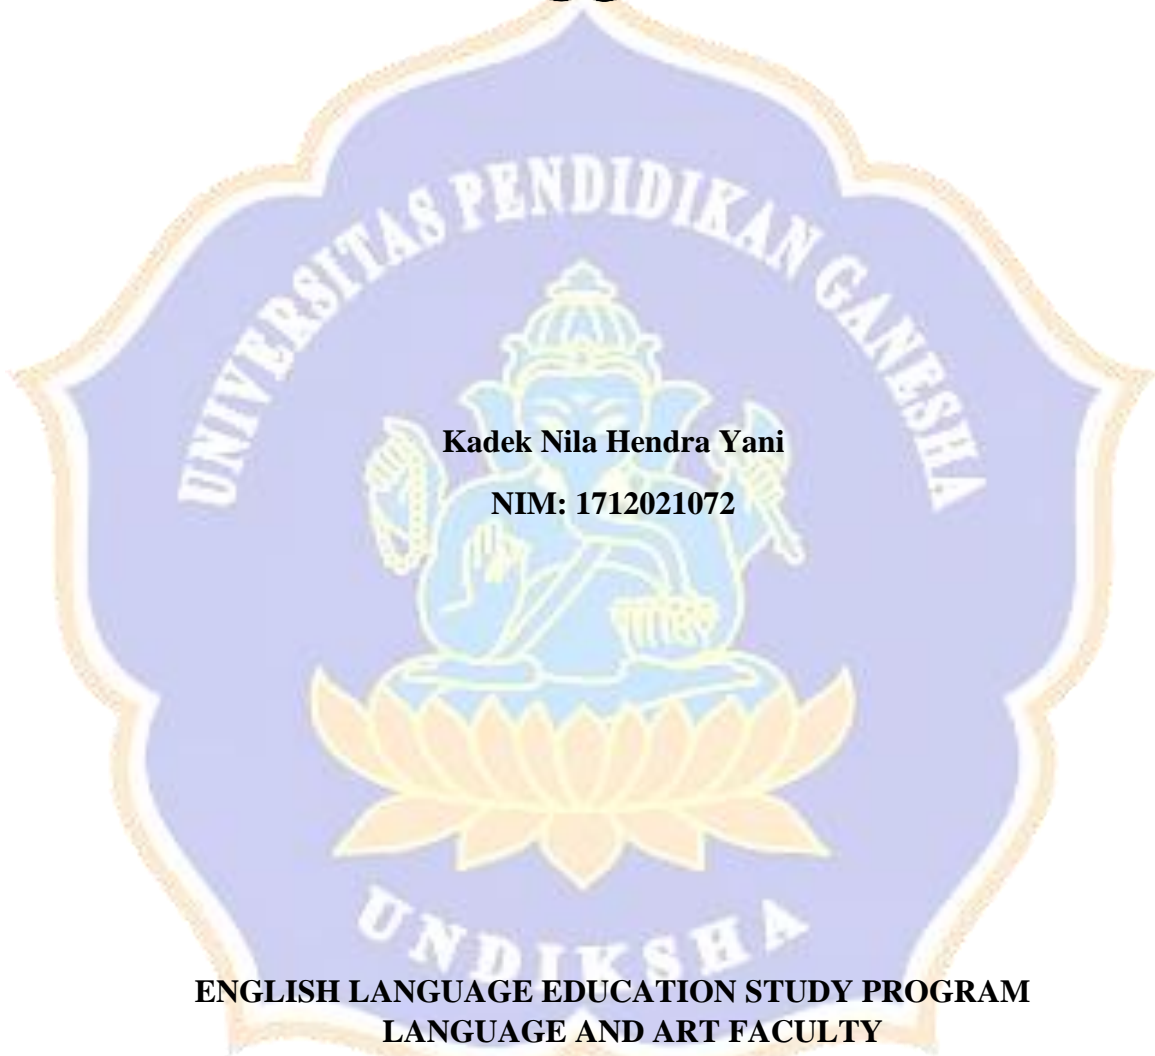 UNIVERSITAS PENDIDIKAN GANESHA
Kadek Nila Hendra Yani
NIM: 1712021072
UNDIKSHA
ENGLISH LANGUAGE EDUCATION STUDY PROGRAM
LANGUAGE AND ART FACULTY